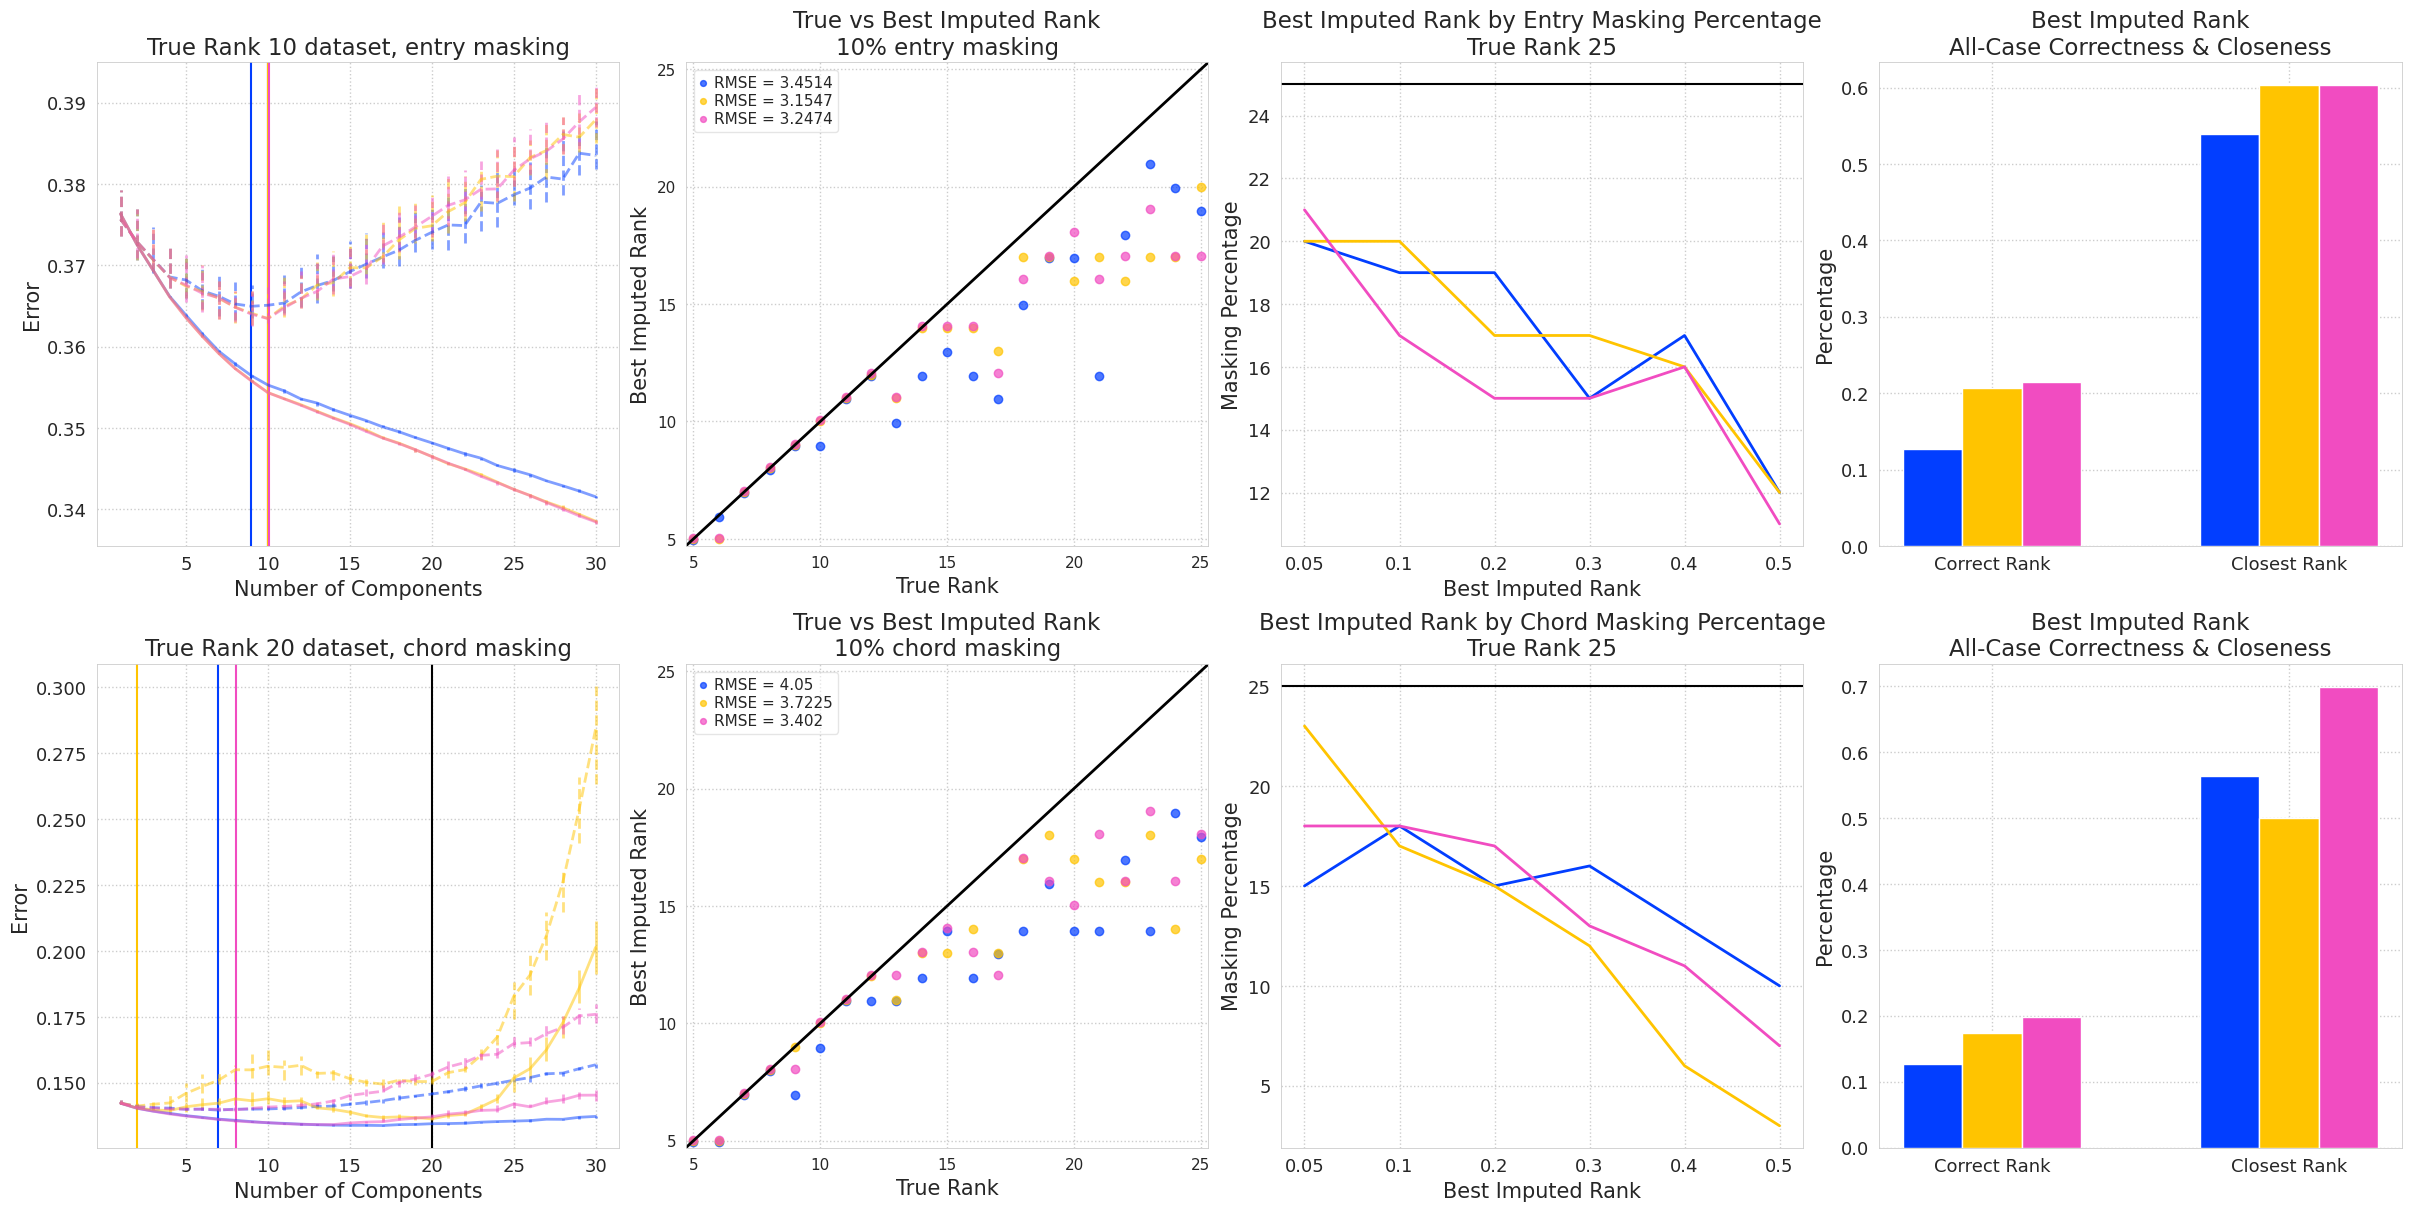 True Rank 10 dataset, entry masking
0.39
0.38
0.37
0.36
0.35
0.34
Error
5 10 15 20 25 30
Number of Components
True vs Best Imputed Rank
10% entry masking
RMSE = 3.4514
RMSE = 3.1547
RMSE = 3.2474
25
20
15
10
5
Best Imputed Rank
5 10 15 20 25
True Rank
Best Imputed Rank by Entry Masking Percentage
True Rank 25
24
22
20
18
16
14
12
Masking Percentage
0.05 0.1 0.2 0.3 0.4 0.5
Best Imputed Rank
Best Imputed Rank
All-Case Correctness & Closeness
0.6
0.5
0.4
0.3
0.2
0.1
0.0
Percentage
Correct Rank Closest Rank
True Rank 20 dataset, chord masking
0.300
0.275
0.250
0.225
0.200
0.175
0.150
Error
5 10 15 20 25 30
Number of Components
True vs Best Imputed Rank
10% chord masking
RMSE = 4.05
RMSE = 3.7225
RMSE = 3.402
25
20
15
10
5
Best Imputed Rank
5 10 15 20 25
True Rank
Best Imputed Rank by Chord Masking Percentage
True Rank 25
25
20
15
10
5
Masking Percentage
0.05 0.1 0.2 0.3 0.4 0.5
Best Imputed Rank
Best Imputed Rank
All-Case Correctness & Closeness
0.7
0.6
0.5
0.4
0.3
0.2
0.1
0.0
Percentage
Correct Rank Closest Rank